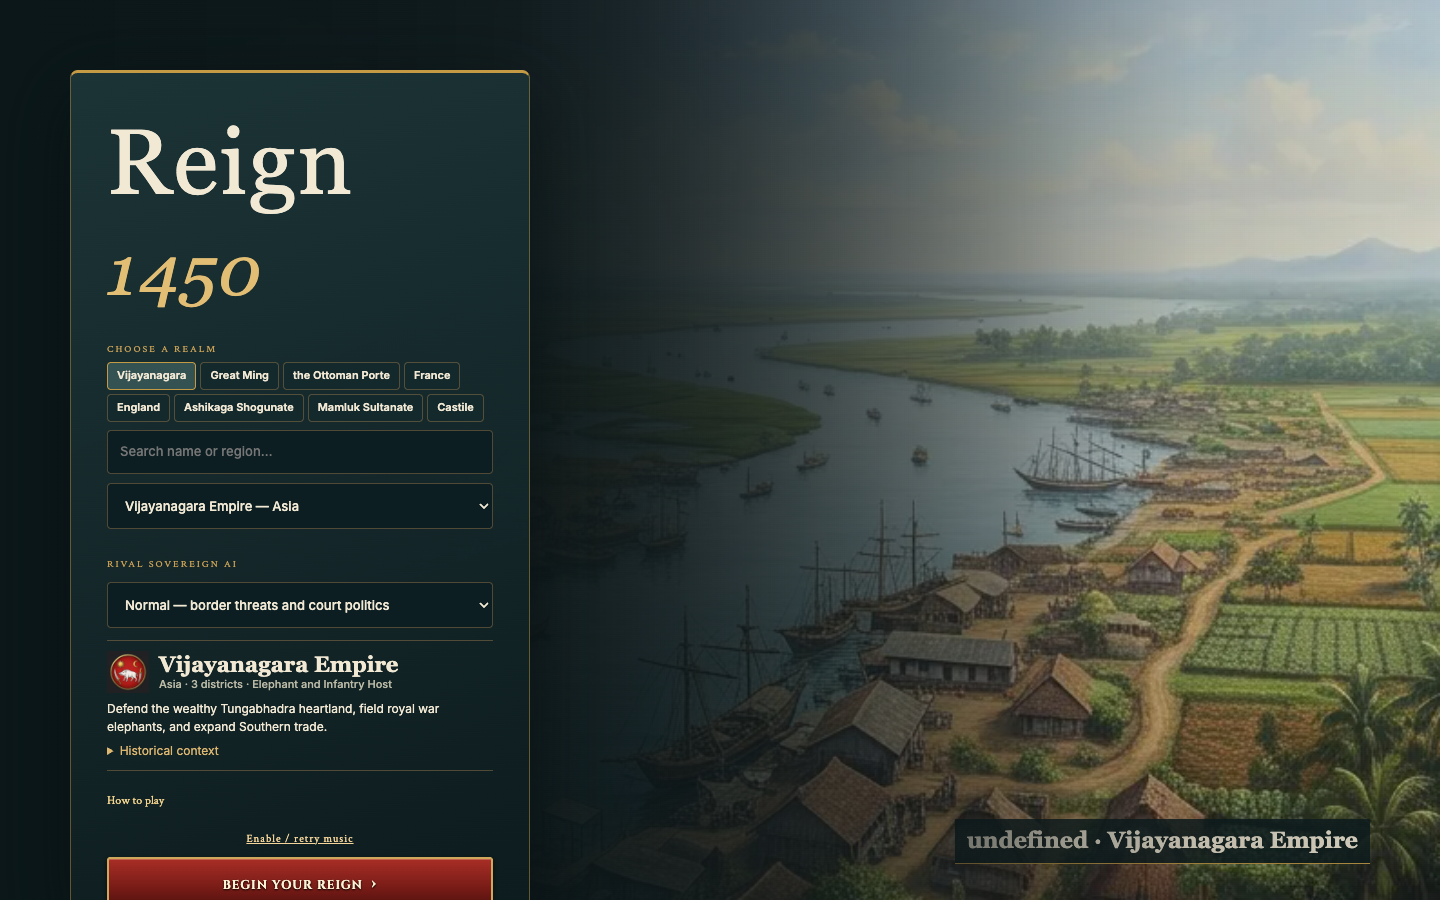 Reign
1450
CHOOSE A REALM
Vijayanagara Great Ming the Ottoman Porte France
England Ashikaga Shogunate Mamluk Sultanate Castile
Search name or region...
Vijayanagara Empire — Asia
RIVAL SOVEREIGN AI
Normal — border threats and court politics
Vijayanagara Empire
Asia · 3 districts · Elephant and Infantry Host
Defend the wealthy Tungabhadra heartland, field royal war
elephants, and expand Southern trade.
Historical context
How to play
Enable / retry music
BEGIN YOUR REIGN ›
undefined · Vijayanagara Empire